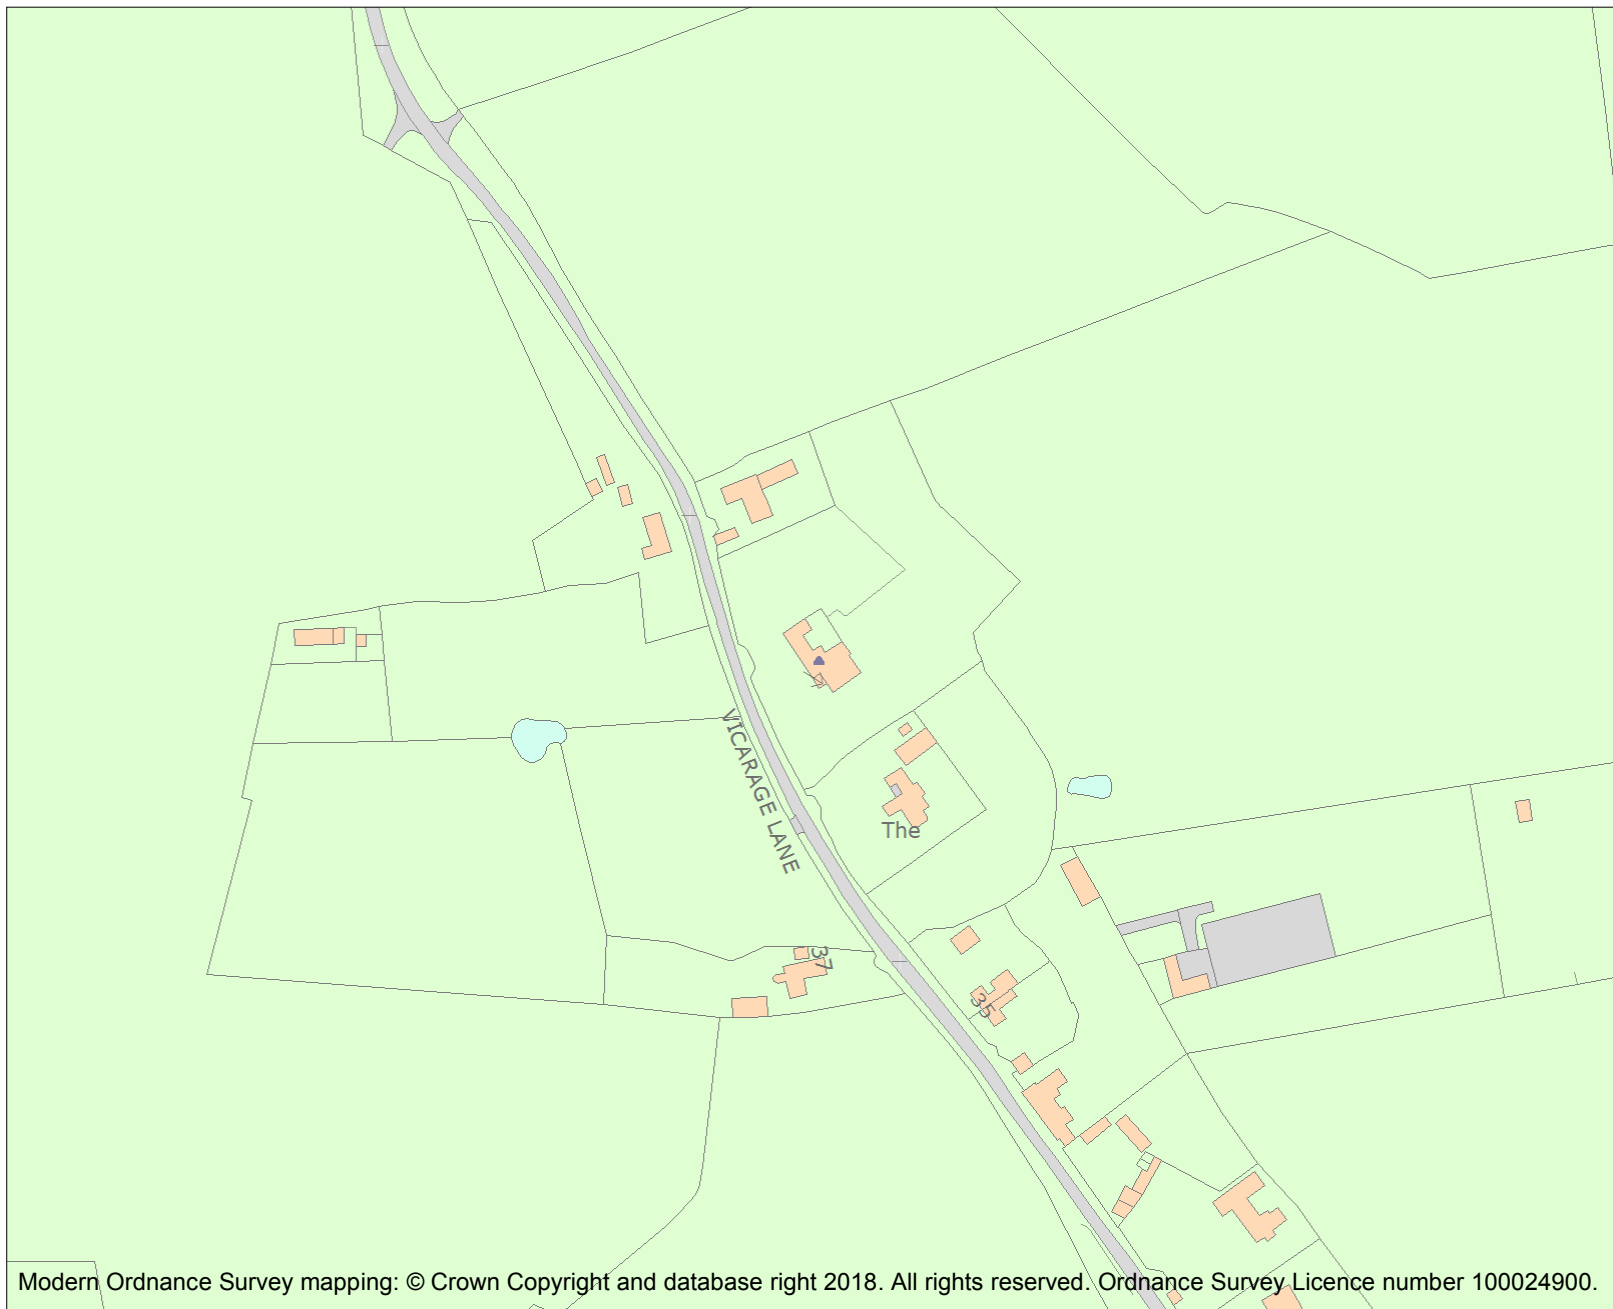 VICARAGE LANE
The
37
35
Modern Ordnance Survey mapping: © Crown Copyright and database right 2018. All rights reserved. Ordnance Survey Licence number 100024900.